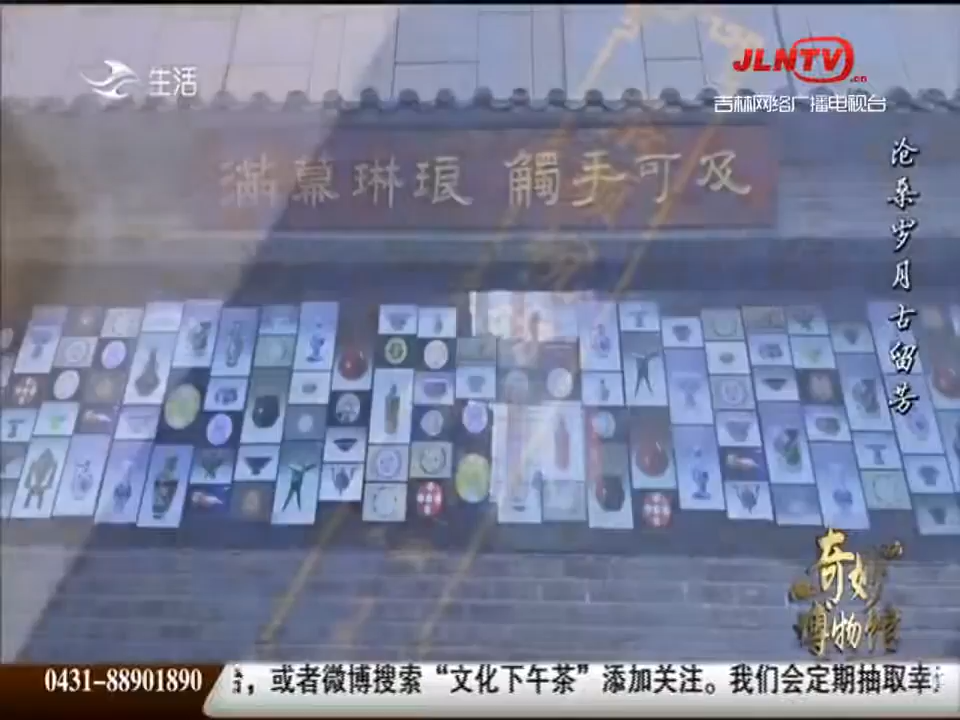 生活
JLNTV.cn
吉林网络广播电视台
满幕琳琅 觸手可及
沧桑岁月古留芳
奇妙
博物馆
0431-88901890
，或者微博搜索“文化下午茶”添加关注。我们会定期抽取幸